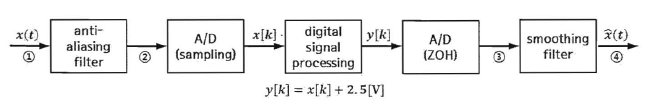 x(t)
①
anti-
aliasing
filter
②
A/D
(sampling)
x[k]
digital
signal
processing
y[k]
A/D
(ZOH)
③
smoothing
filter
x̂(t)
④
y[k] = x[k] + 2.5[V]